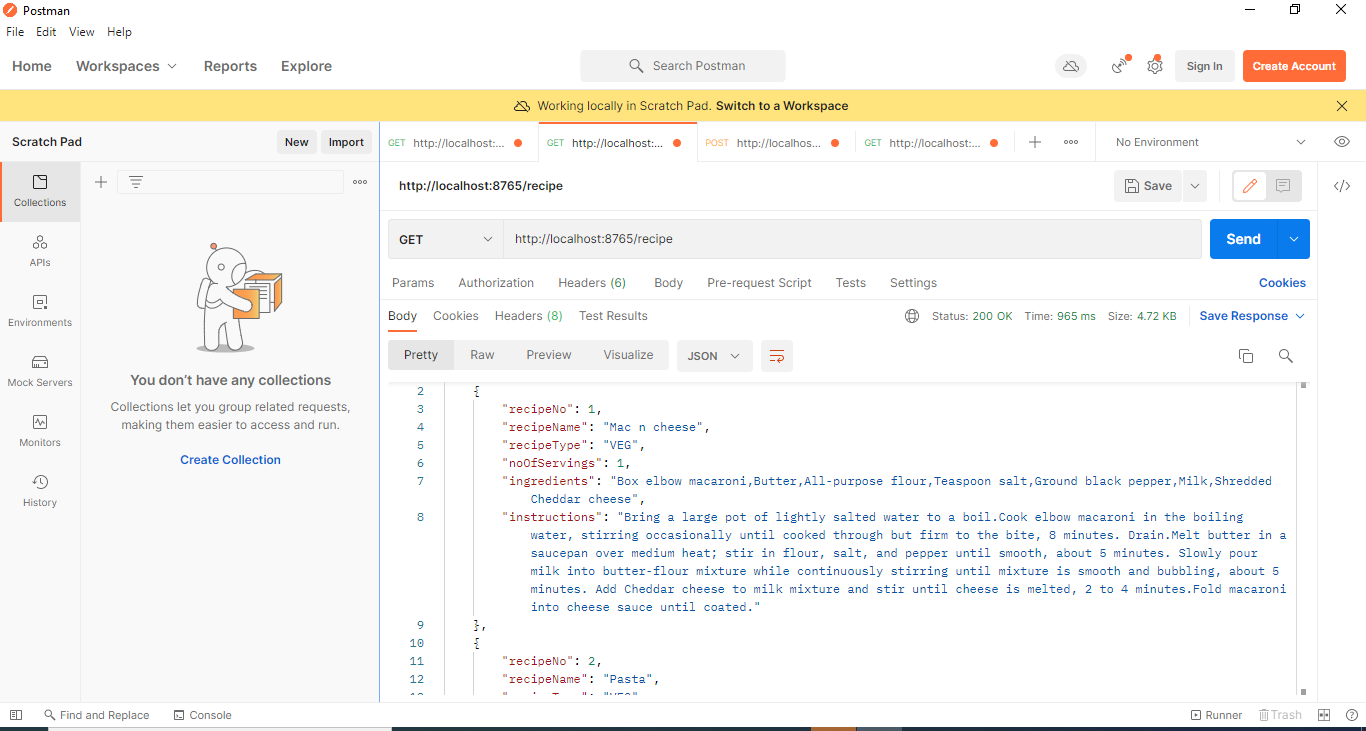 Postman
File Edit View Help
Home Workspaces Reports Explore
Search Postman
Sign In
Create Account
Working locally in Scratch Pad. Switch to a Workspace
Scratch Pad
New
Import
GET http://localhost:...
GET http://localhost:...
POST http://localhos...
GET http://localhost:...
No Environment
Collections
APIs
Environments
Mock Servers
Monitors
History
You don't have any collections
Collections let you group related requests,
making them easier to access and run.
Create Collection
http://localhost:8765/recipe
Save
GET
http://localhost:8765/recipe
Send
Params Authorization Headers (6) Body Pre-request Script Tests Settings
Cookies
Body Cookies Headers (8) Test Results
Status: 200 OK Time: 965 ms Size: 4.72 KB
Save Response
Pretty Raw Preview Visualize
JSON
2 {
3 "recipeNo": 1,
4 "recipeName": "Mac n cheese",
5 "recipeType": "VEG",
6 "noOfServings": 1,
7 "ingredients": "Box elbow macaroni,Butter,All-purpose flour,Teaspoon salt,Ground black pepper,Milk,Shredded
Cheddar cheese",
8 "instructions": "Bring a large pot of lightly salted water to a boil.Cook elbow macaroni in the boiling
water, stirring occasionally until cooked through but firm to the bite, 8 minutes. Drain.Melt butter in a
saucepan over medium heat; stir in flour, salt, and pepper until smooth, about 5 minutes. Slowly pour
milk into butter-flour mixture while continuously stirring until mixture is smooth and bubbling, about 5
minutes. Add Cheddar cheese to milk mixture and stir until cheese is melted, 2 to 4 minutes.Fold macaroni
into cheese sauce until coated."
9 },
10 {
11 "recipeNo": 2,
12 "recipeName": "Pasta",
Find and Replace
Console
Runner
Trash